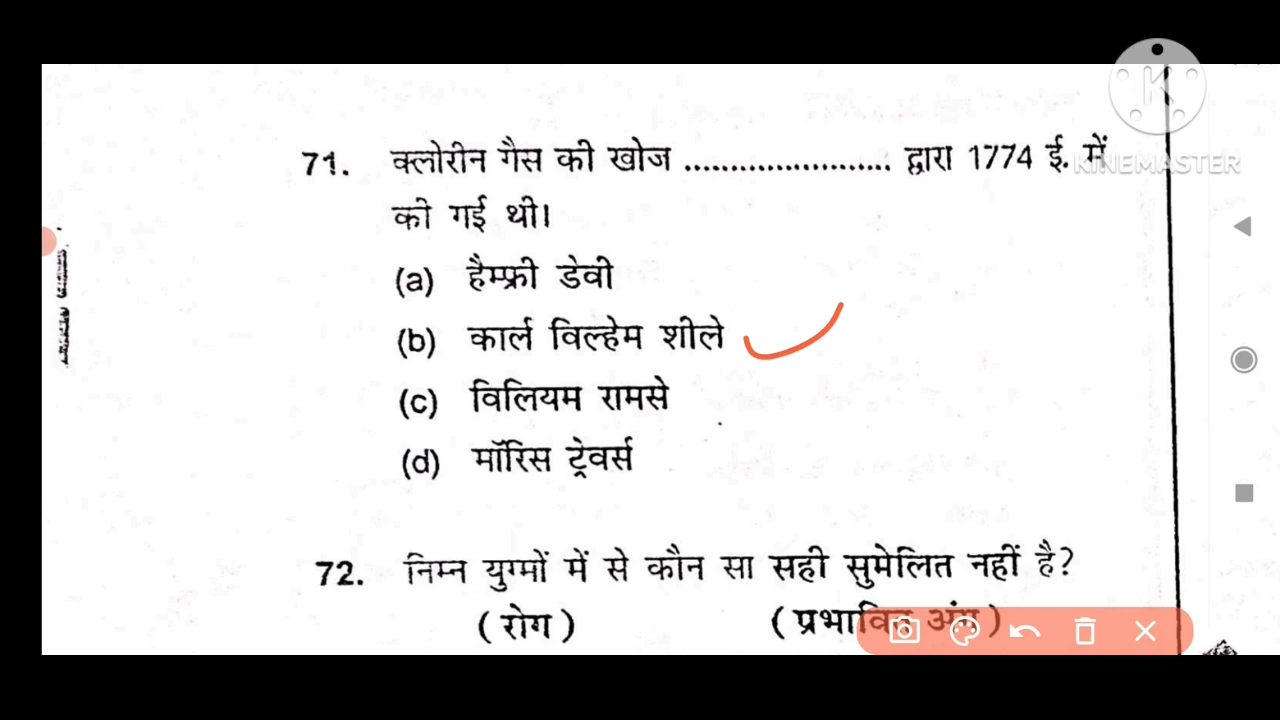 K
KINEMASTER
71. क्लोरीन गैस की खोज ....................... द्वारा 1774 ई. में
की गई थी।
(a) हैम्फ्री डेवी
(b) कार्ल विल्हेम शीले
(c) विलियम रामसे
(d) मॉरिस ट्रेवर्स
72. निम्न युग्मों में से कौन सा सही सुमेलित नहीं है?
(रोग) (प्रभावित अंग)